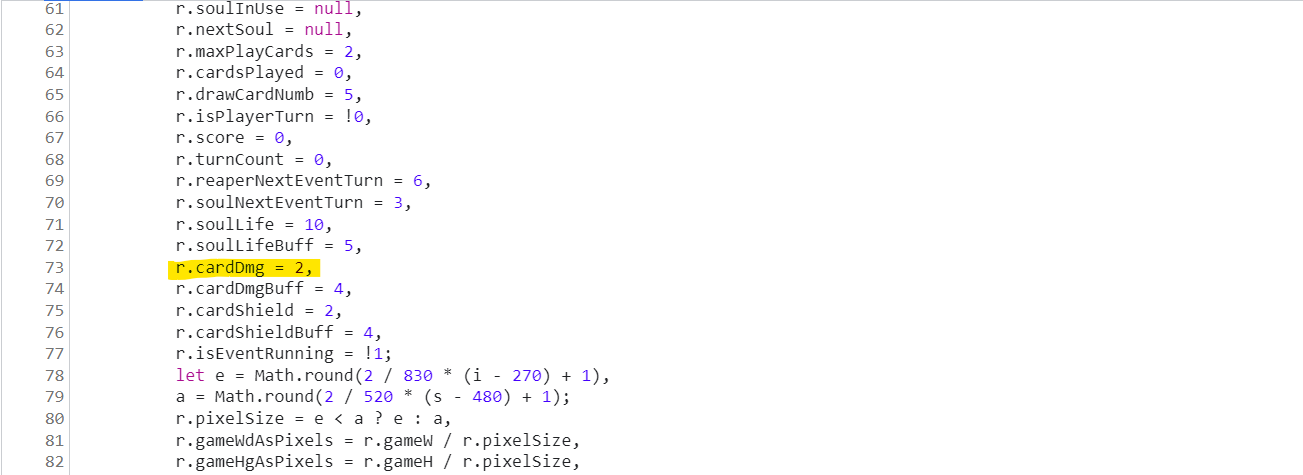 61 r.soulInUse = null,
62 r.nextSoul = null,
63 r.maxPlayCards = 2,
64 r.cardsPlayed = 0,
65 r.drawCardNumb = 5,
66 r.isPlayerTurn = !0,
67 r.score = 0,
68 r.turnCount = 0,
69 r.reaperNextEventTurn = 6,
70 r.soulNextEventTurn = 3,
71 r.soulLife = 10,
72 r.soulLifeBuff = 5,
73 r.cardDmg = 2,
74 r.cardDmgBuff = 4,
75 r.cardShield = 2,
76 r.cardShieldBuff = 4,
77 r.isEventRunning = !1;
78 let e = Math.round(2 / 830 * (i - 270) + 1),
79 a = Math.round(2 / 520 * (s - 480) + 1);
80 r.pixelSize = e < a ? e : a,
81 r.gameWdAsPixels = r.gameW / r.pixelSize,
82 r.gameHgAsPixels = r.gameH / r.pixelSize,